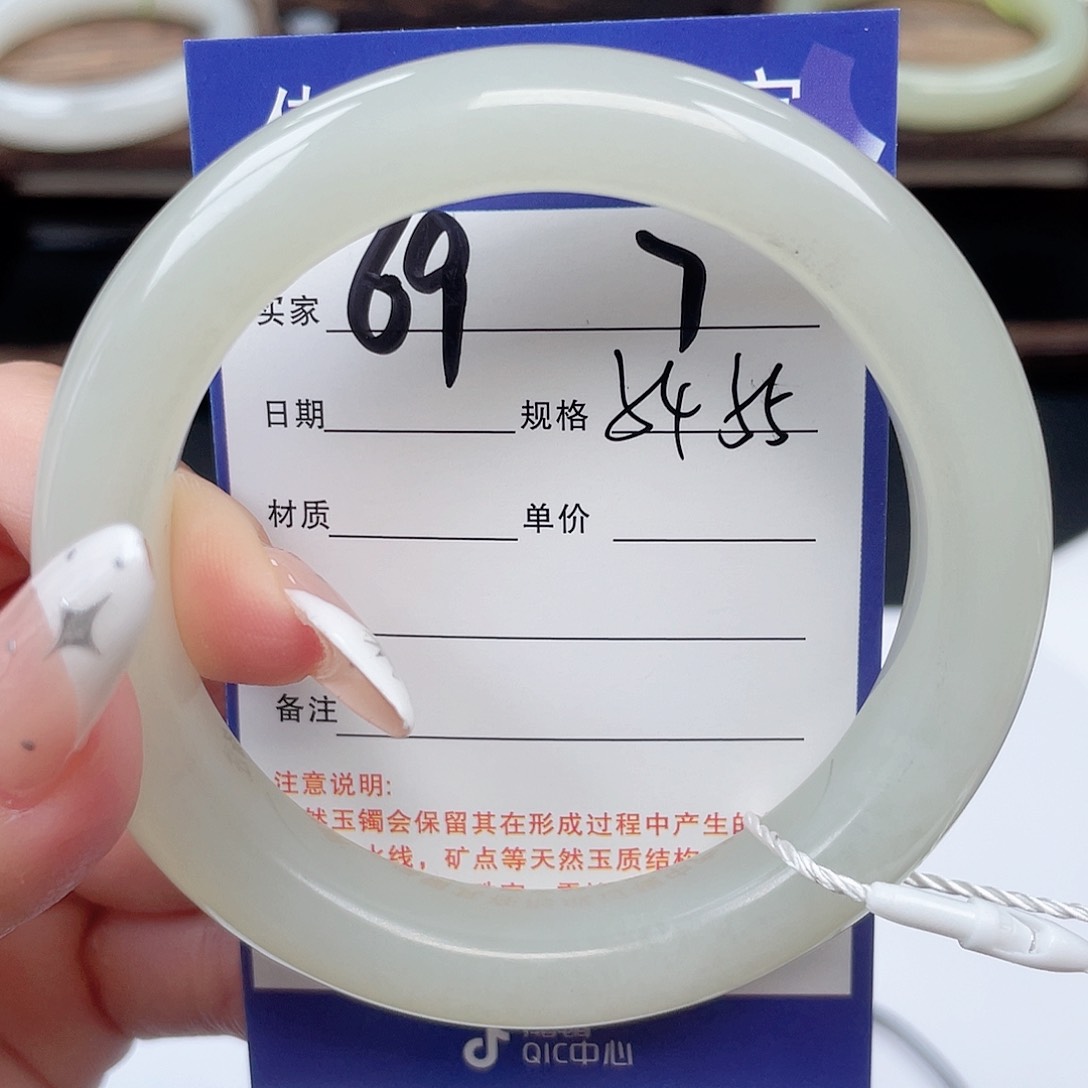 买家 69 7
日期 规格 54 55
材质 单价
备注
注意说明:
然玉镯会保留其在形成过程中产生的
水线，矿点等天然玉质结构
QIC中心